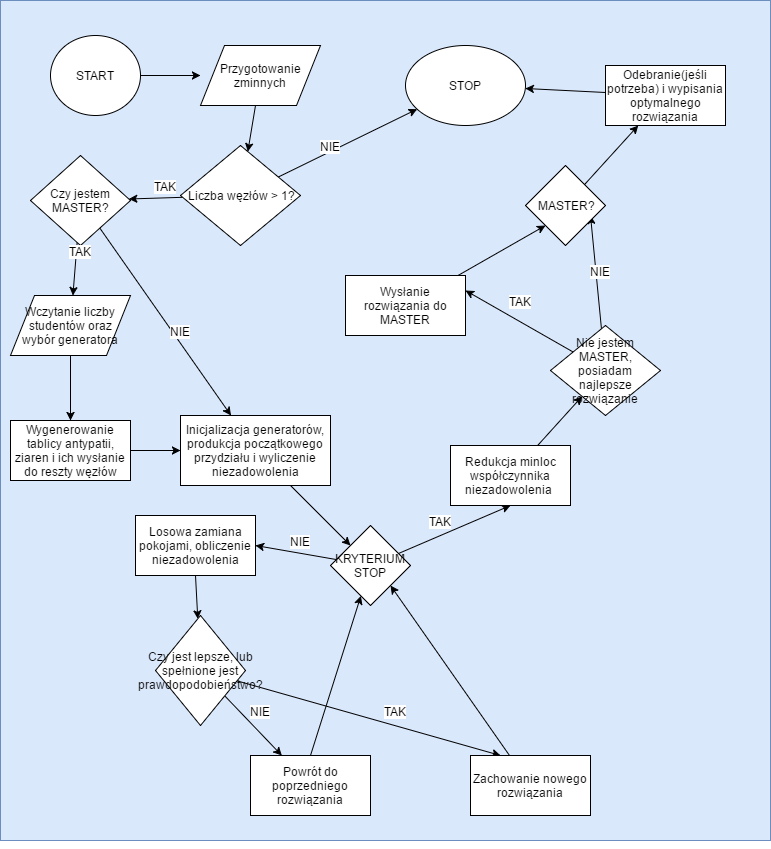 START
Przygotowanie
zminnych
STOP
Odebranie(jeśli
potrzeba) i wypisania
optymalnego
rozwiązania
NIE
TAK
Liczba węzłów > 1?
Czy jestem
MASTER?
MASTER?
TAK
NIE
Wysłanie
rozwiązania do
MASTER
TAK
Wczytanie liczby
studentów oraz
wybór generatora
NIE
Nie jestem
MASTER,
posiadam
najlepsze
rozwiązanie
Wygenerowanie
tablicy antypatii,
ziaren i ich wysłanie
do reszty węzłów
Inicjalizacja generatorów,
produkcja początkowego
przydziału i wyliczenie
niezadowolenia
Redukcja minloc
współczynnika
niezadowolenia
TAK
Losowa zamiana
pokojami, obliczenie
niezadowolenia
NIE
KRYTERIUM
STOP
Czy jest lepsze, lub
spełnione jest
prawdopodobieństwo?
NIE
TAK
Powrót do
poprzedniego
rozwiązania
Zachowanie nowego
rozwiązania